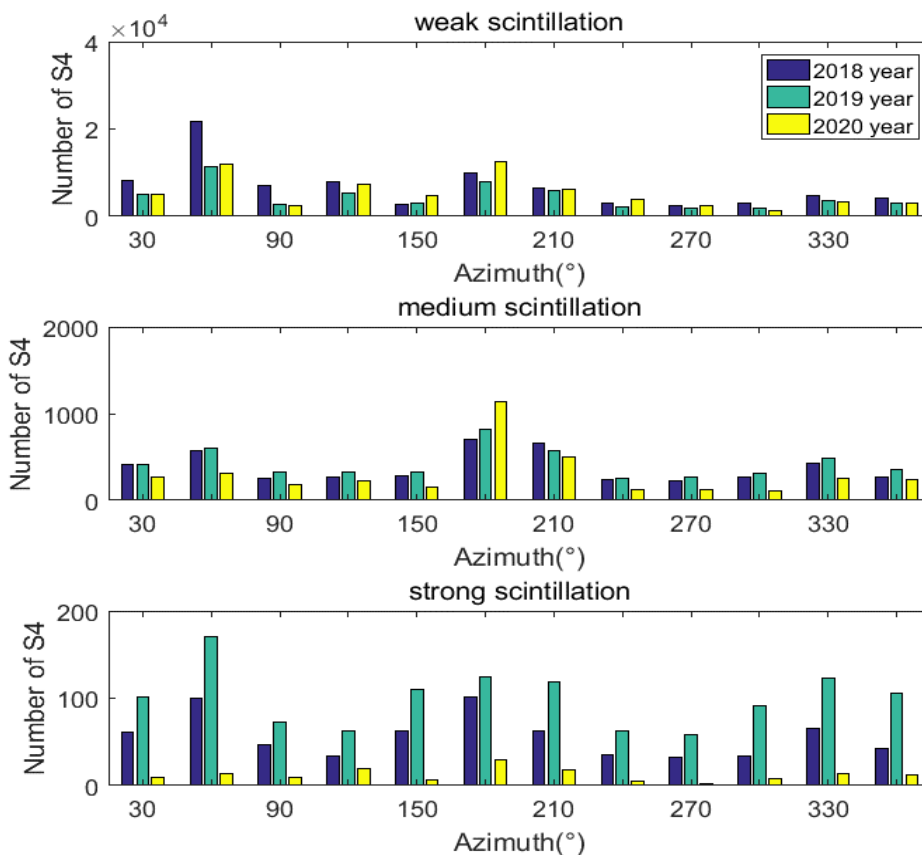 weak scintillation
×10⁴
4
2
0
Number of S4
2018 year
2019 year
2020 year
30 90 150 210 270 330
Azimuth(°)
medium scintillation
2000
1000
0
Number of S4
30 90 150 210 270 330
Azimuth(°)
strong scintillation
200
100
0
Number of S4
30 90 150 210 270 330
Azimuth(°)